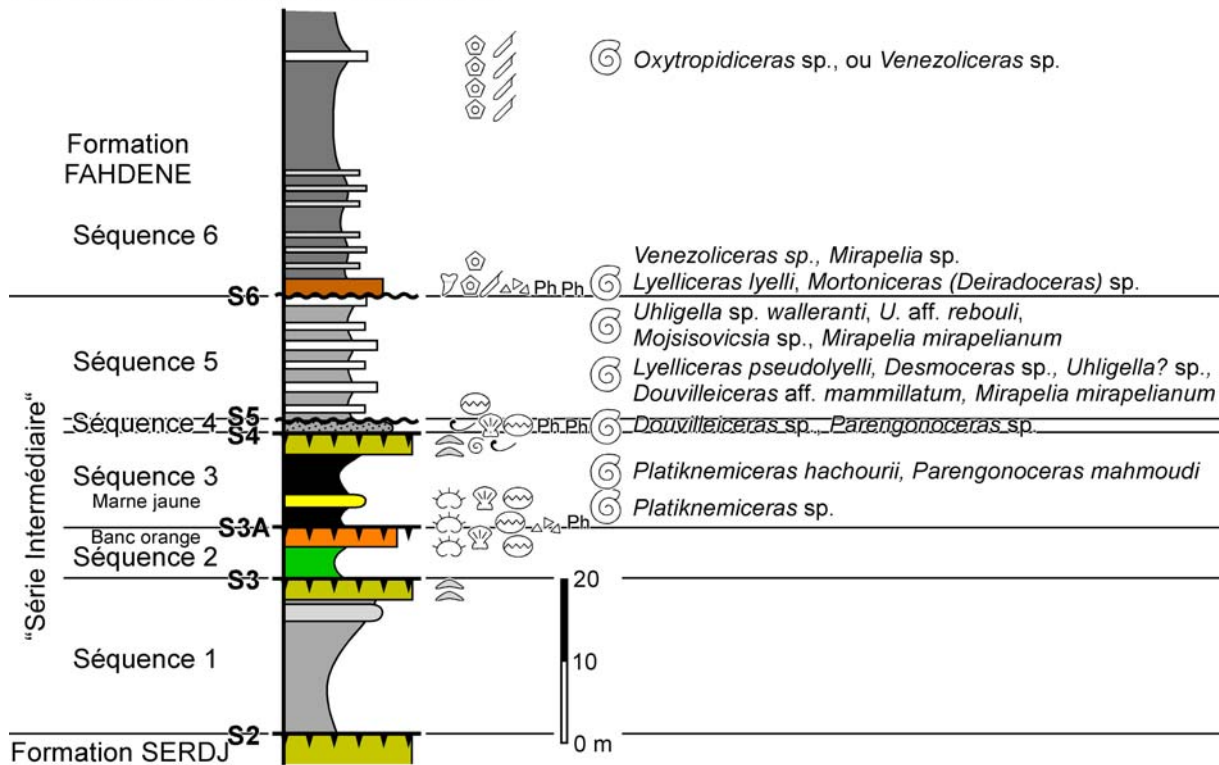 Oxytropidiceras sp., ou Venezoliceras sp.
Formation
FAHDENE
Séquence 6
Venezoliceras sp., Mirapelia sp.
Ph Ph
Lyelliceras lyelli, Mortoniceras (Deiradoceras) sp.
S6
Uhligella sp. walleranti, U. aff. rebouli,
Mojsisovicsia sp., Mirapelia mirapelianum
Séquence 5
Lyelliceras pseudolyelli, Desmoceras sp., Uhligella? sp.,
Douvilleiceras aff. mammillatum, Mirapelia mirapelianum
S5
Séquence 4
Ph Ph
Douvilleiceras sp., Parengonoceras sp.
S4
Séquence 3
Platiknemiceras hachourii, Parengonoceras mahmoudi
Marne jaune
Platiknemiceras sp.
S3A
Ph
Banc orange
Séquence 2
S3
20
"Série Intermédiaire"
Séquence 1
10
S2
0 m
Formation SERDJ